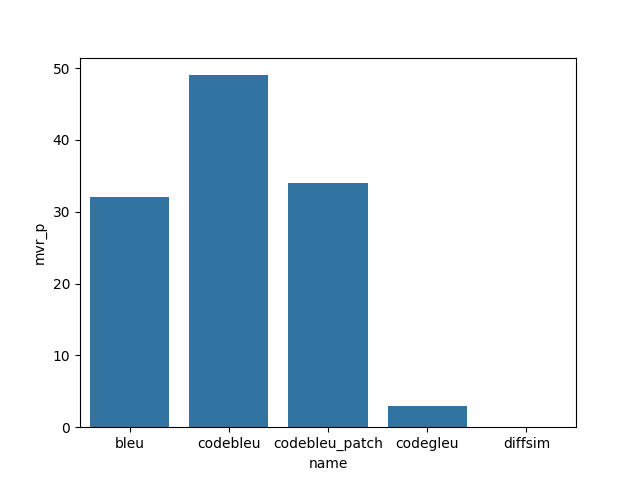 50
40
30
20
10
0
mvr_p
bleu
codebleu
codebleu_patch
codegleu
diffsim
name